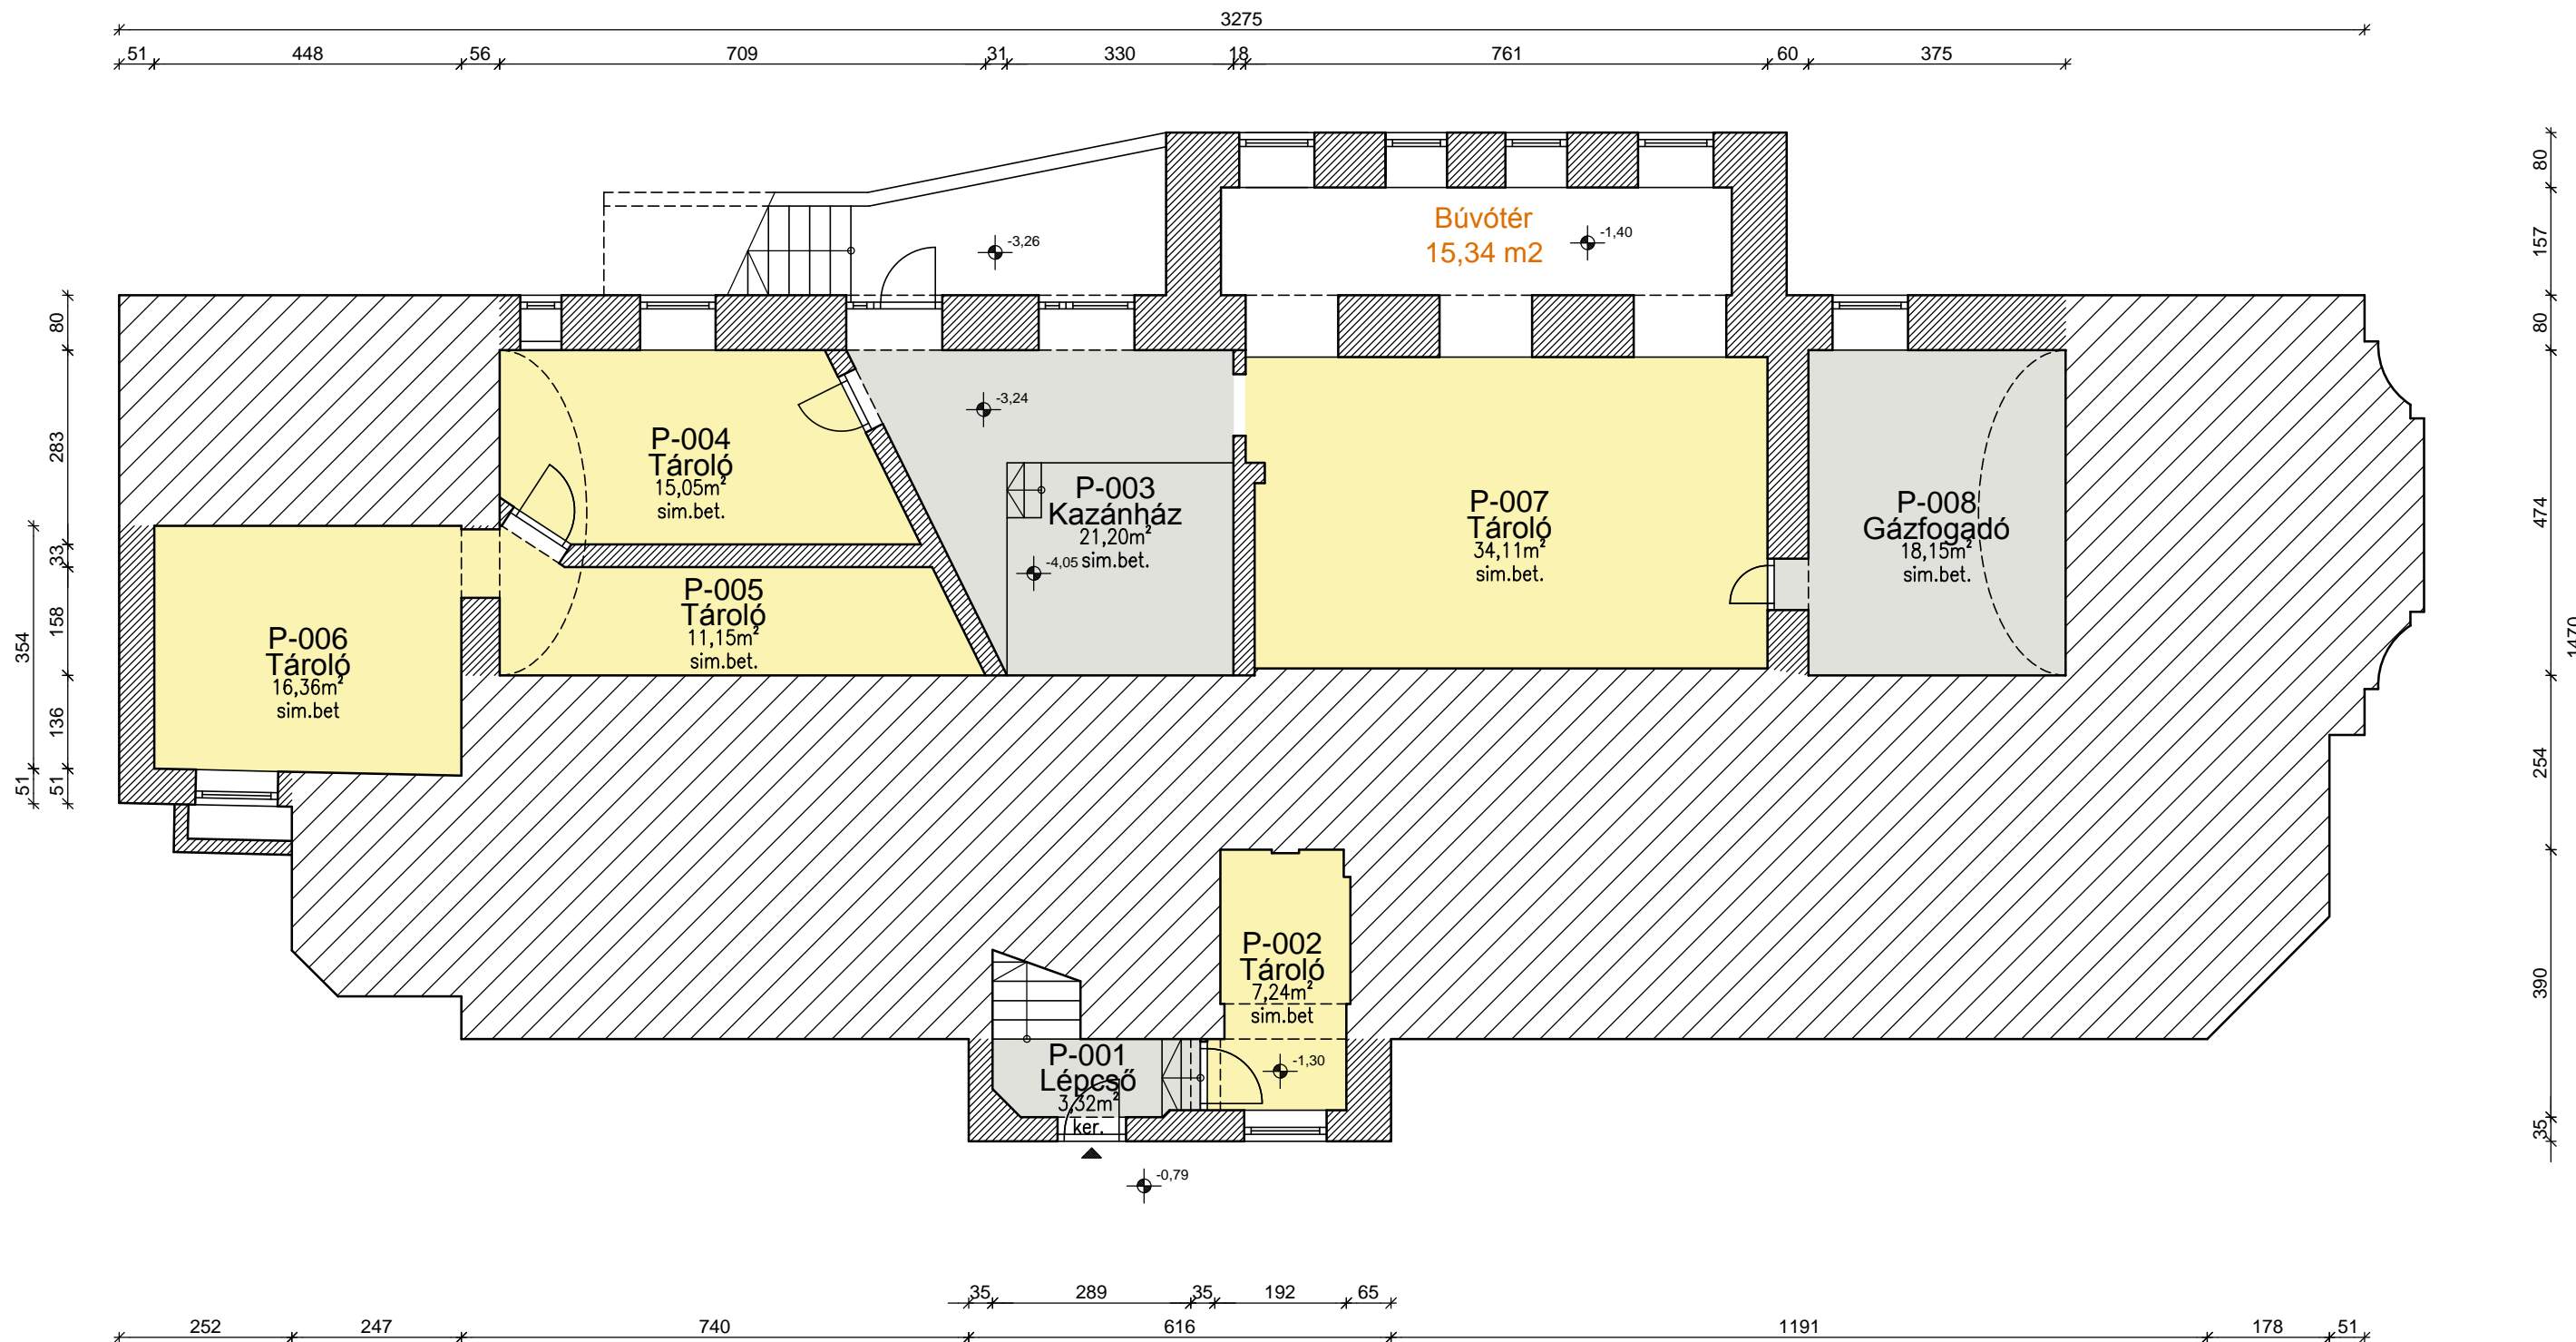 3275
51 448 56 709 31 330 18 761 60 375
80
157
80
474
254
390
35
1470
80
283
33
158
136
51
354
51
Búvótér
15,34 m2
-1,40
-3,26
-3,24
P-004
Tároló
15,05m²
sim.bet.
P-003
Kazánház
21,20m²
sim.bet.
-4,05
P-007
Tároló
34,11m²
sim.bet.
P-008
Gázfogadó
18,15m²
sim.bet.
P-005
Tároló
11,15m²
sim.bet.
P-006
Tároló
16,36m²
sim.bet
P-002
Tároló
7,24m²
sim.bet
-1,30
P-001
Lépcső
3,32m²
ker.
-0,79
35 289 35 192 65
252 247 740 616 1191 178 51